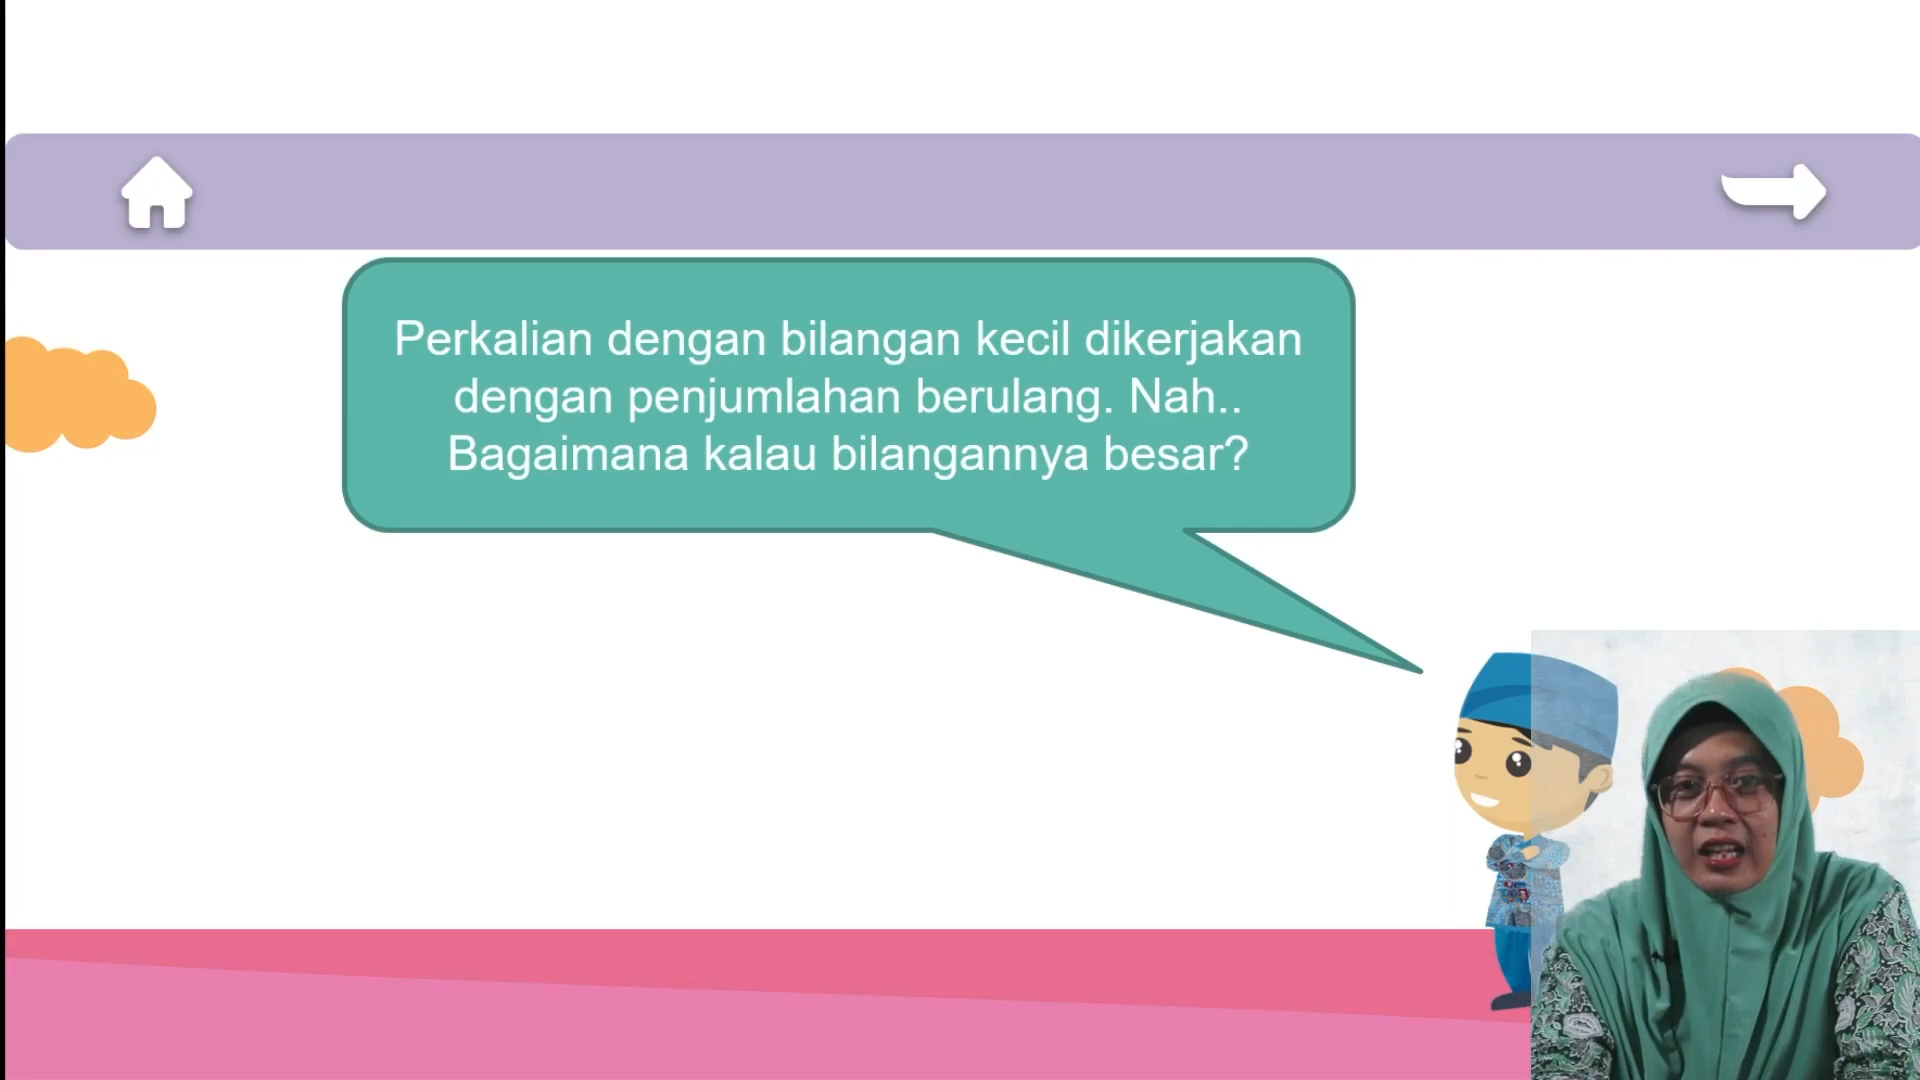 Perkalian dengan bilangan kecil dikerjakan
dengan penjumlahan berulang. Nah..
Bagaimana kalau bilangannya besar?